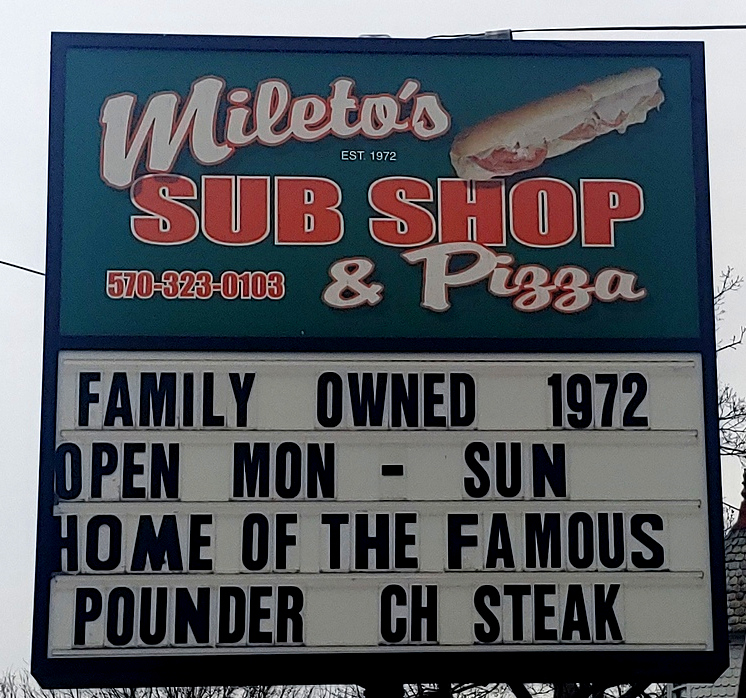 Mileto's
EST. 1972
SUB SHOP
& Pizza
570-323-0103
FAMILY OWNED 1972
OPEN MON - SUN
HOME OF THE FAMOUS
POUNDER CH STEAK